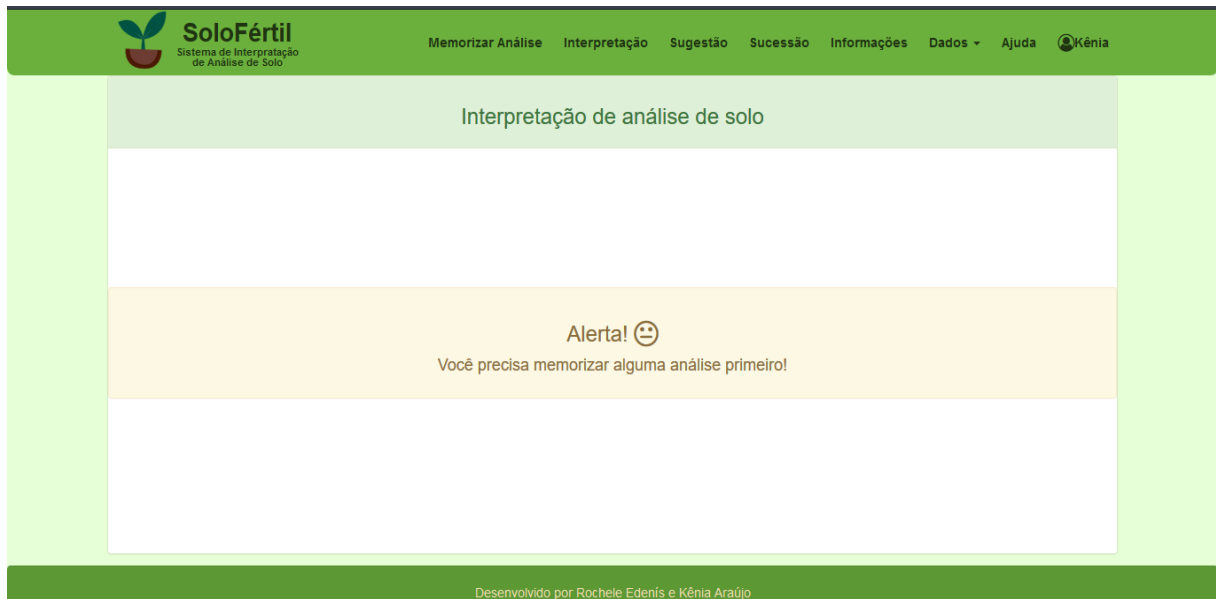 SoloFértil
Sistema de Interpretação
de Análise de Solo
Memorizar Análise Interpretação Sugestão Sucessão Informações Dados Ajuda Kênia
Interpretação de análise de solo
Alerta!
Você precisa memorizar alguma análise primeiro!
Desenvolvido por Rochele Edenís e Kênia Araújo